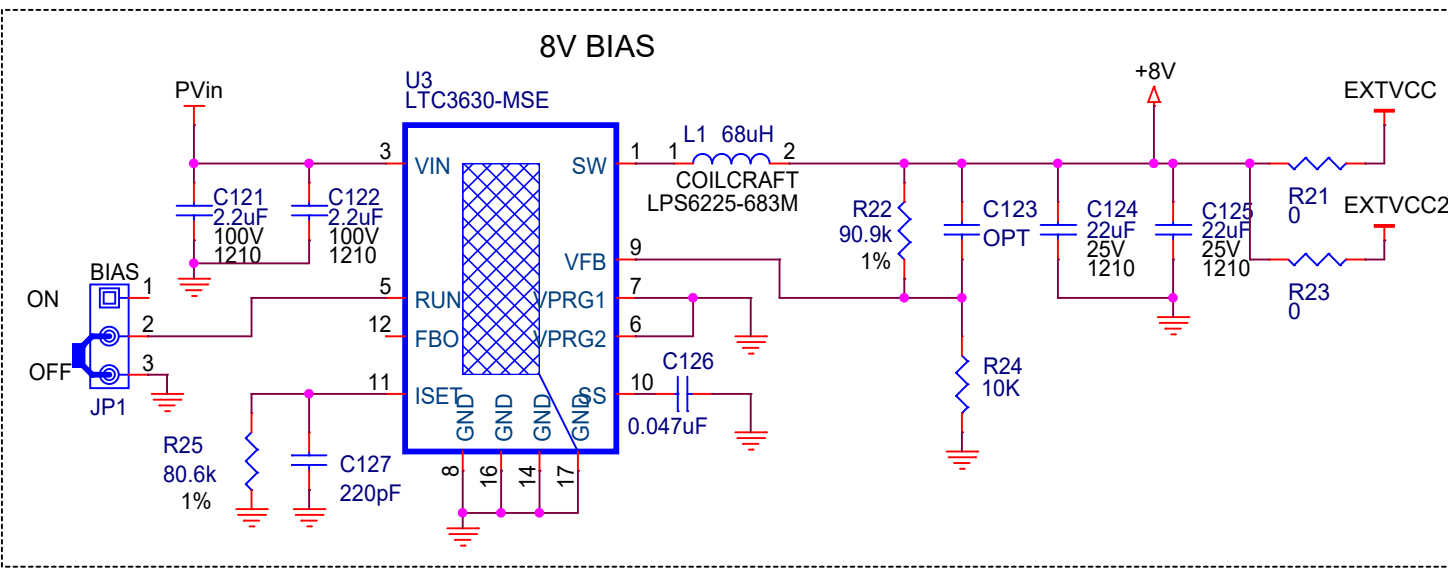 8V BIAS
PVin
U3
LTC3630-MSE
+8V
EXTVCC
L1 68uH
3
VIN
SW
1
1
2
COILCRAFT
LPS6225-683M
C121
2.2uF
100V
1210
C122
2.2uF
100V
1210
R22
90.9k
1%
C123
OPT
C124
22uF
25V
1210
C125
22uF
25V
1210
R21
0
EXTVCC2
R23
0
VFB
9
BIAS
ON
1
2
OFF
3
JP1
5
RUN
12
FBO
VPRG1
7
VPRG2
6
11
ISET
SS
10
C126
0.047uF
R24
10K
R25
80.6k
1%
C127
220pF
GND
GND
GND
GND
8
16
14
17